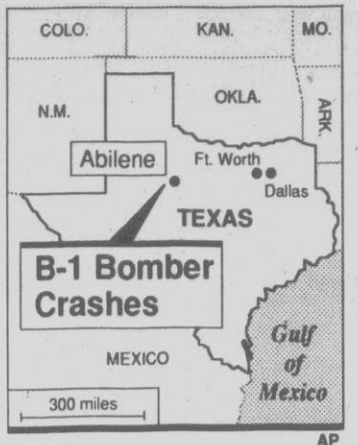 COLO.
KAN.
MO.
N.M.
OKLA.
ARK.
Abilene
Ft. Worth
Dallas
TEXAS
B-1 Bomber
Crashes
MEXICO
Gulf
of
Mexico
300 miles
AP